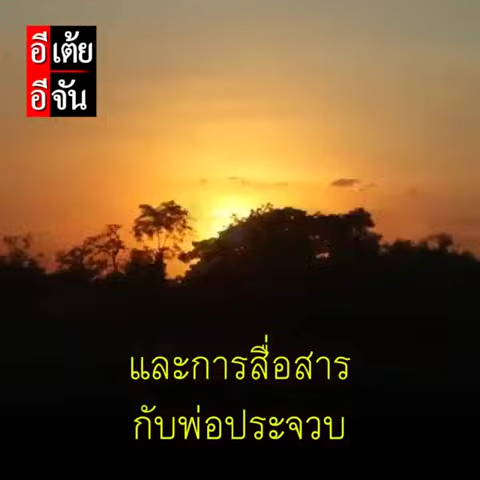 อีเต้ย
อีจัน
และการสื่อสาร
กับพ่อประจวบ